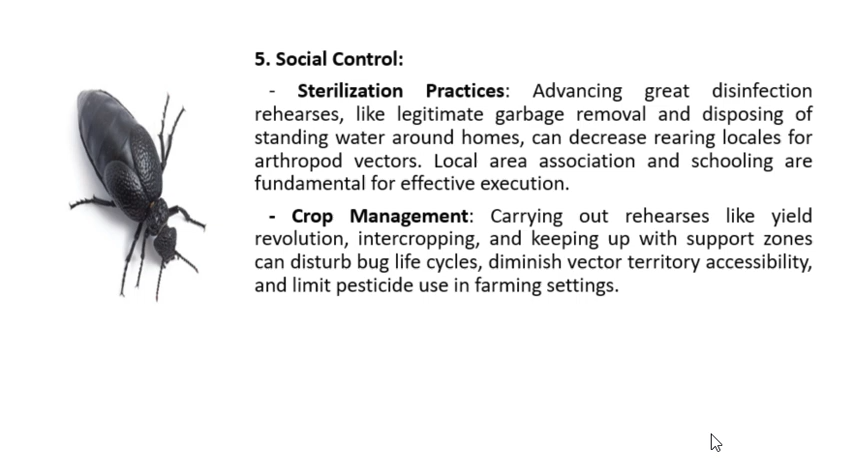 5. Social Control:
- Sterilization Practices: Advancing great disinfection
rehearses, like legitimate garbage removal and disposing of
standing water around homes, can decrease rearing locales for
arthropod vectors. Local area association and schooling are
fundamental for effective execution.
- Crop Management: Carrying out rehearses like yield
revolution, intercropping, and keeping up with support zones
can disturb bug life cycles, diminish vector territory accessibility,
and limit pesticide use in farming settings.